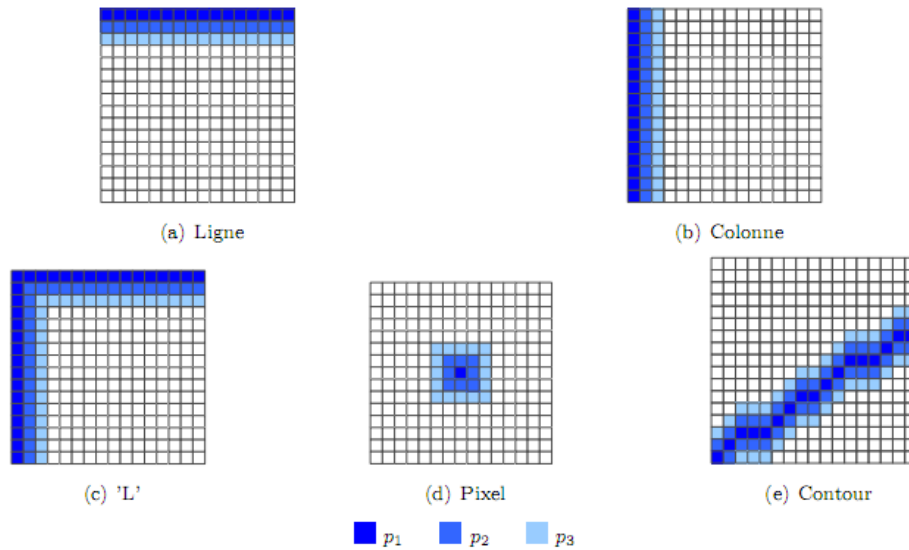 (a) Ligne
(b) Colonne
(c) 'L'
(d) Pixel
(e) Contour
p1 p2 p3